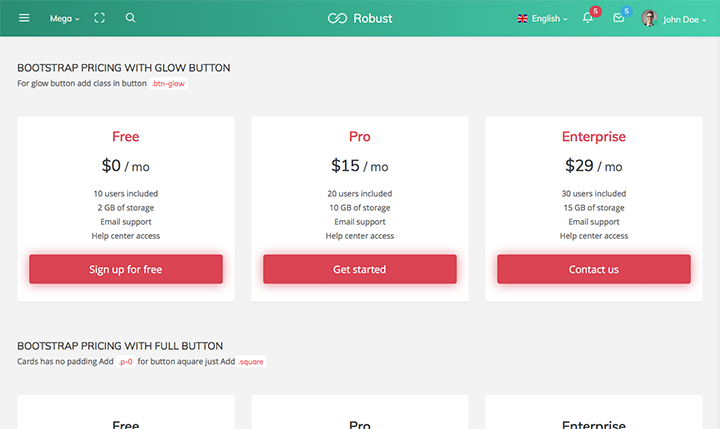 Mega Robust English 5 5 John Doe
BOOTSTRAP PRICING WITH GLOW BUTTON
For glow button add class in button .btn-glow
Free
$0 / mo
10 users included
2 GB of storage
Email support
Help center access
Sign up for free
Pro
$15 / mo
20 users included
10 GB of storage
Email support
Help center access
Get started
Enterprise
$29 / mo
30 users included
15 GB of storage
Email support
Help center access
Contact us
BOOTSTRAP PRICING WITH FULL BUTTON
Cards has no padding Add .p-0 for button aquare just Add .square
Free
Pro
Enterprise